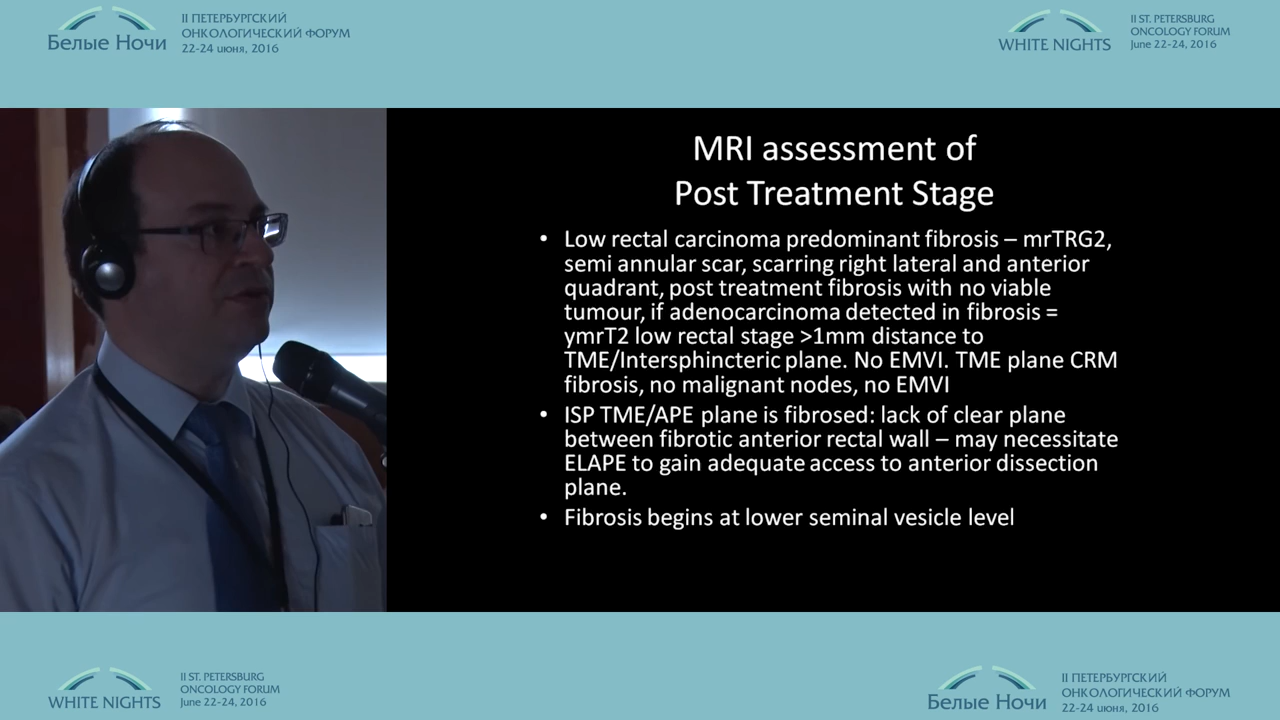 Белые Ночи
II ПЕТЕРБУРГСКИЙ
ОНКОЛОГИЧЕСКИЙ ФОРУМ
22-24 июня, 2016
WHITE NIGHTS
II ST. PETERSBURG
ONCOLOGY FORUM
June 22-24, 2016
MRI assessment of
Post Treatment Stage
• Low rectal carcinoma predominant fibrosis – mrTRG2,
semi annular scar, scarring right lateral and anterior
quadrant, post treatment fibrosis with no viable
tumour, if adenocarcinoma detected in fibrosis =
ymrT2 low rectal stage >1mm distance to
TME/Intersphincteric plane. No EMVI. TME plane CRM
fibrosis, no malignant nodes, no EMVI
• ISP TME/APE plane is fibrosed: lack of clear plane
between fibrotic anterior rectal wall – may necessitate
ELAPE to gain adequate access to anterior dissection
plane.
• Fibrosis begins at lower seminal vesicle level
WHITE NIGHTS
II ST. PETERSBURG
ONCOLOGY FORUM
June 22-24, 2016
Белые Ночи
II ПЕТЕРБУРГСКИЙ
ОНКОЛОГИЧЕСКИЙ ФОРУМ
22-24 июня, 2016